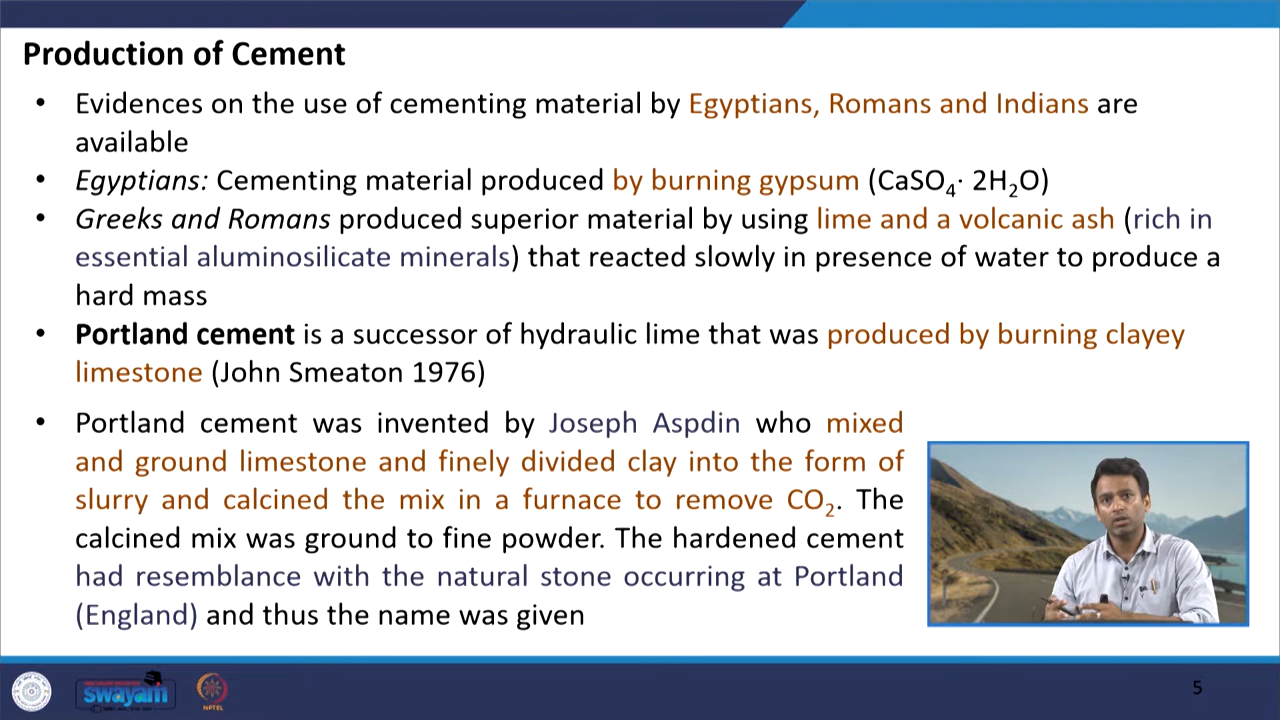 Production of Cement
• Evidences on the use of cementing material by Egyptians, Romans and Indians are
available
• Egyptians: Cementing material produced by burning gypsum (CaSO₄· 2H₂O)
• Greeks and Romans produced superior material by using lime and a volcanic ash (rich in
essential aluminosilicate minerals) that reacted slowly in presence of water to produce a
hard mass
• Portland cement is a successor of hydraulic lime that was produced by burning clayey
limestone (John Smeaton 1976)
• Portland cement was invented by Joseph Aspdin who mixed
and ground limestone and finely divided clay into the form of
slurry and calcined the mix in a furnace to remove CO₂. The
calcined mix was ground to fine powder. The hardened cement
had resemblance with the natural stone occurring at Portland
(England) and thus the name was given
swayam
NPTEL
5